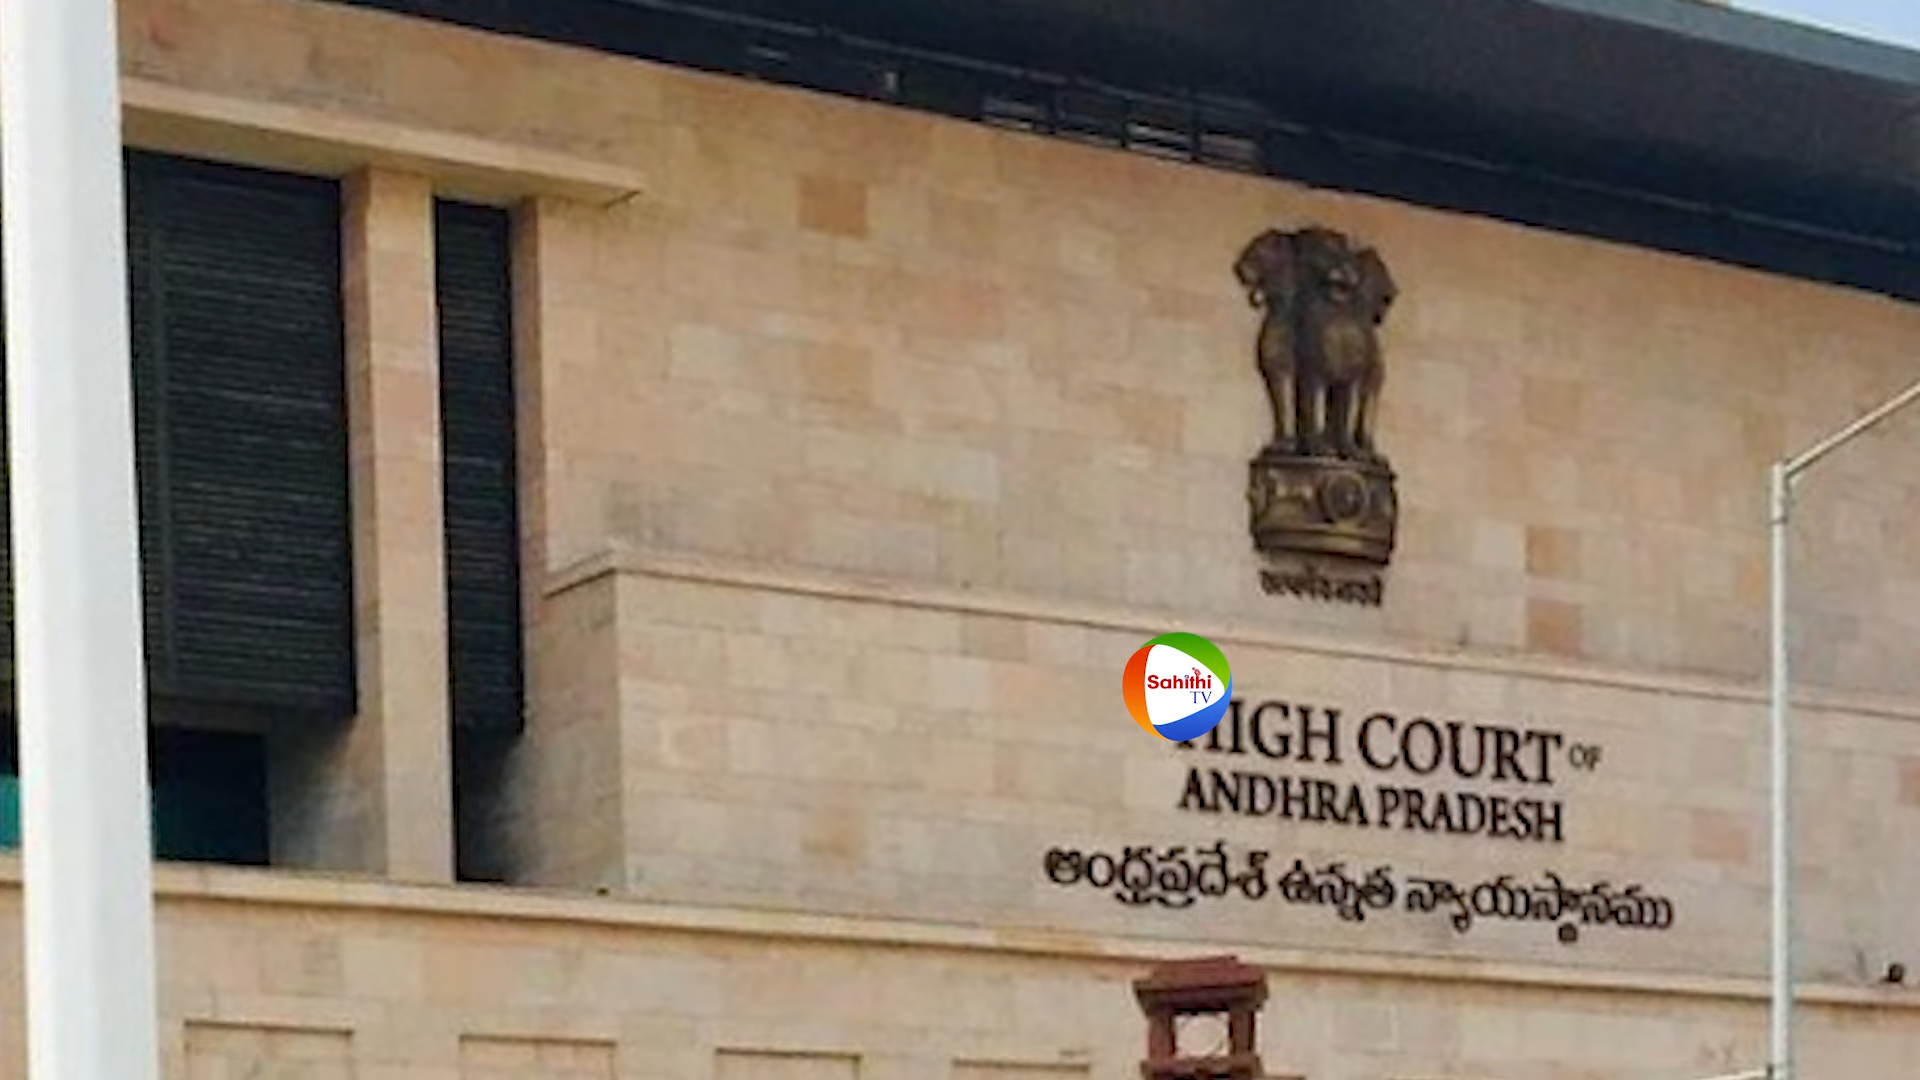 Sahithi
TV
HIGH COURT OF
ANDHRA PRADESH
ఆంధ్రప్రదేశ్ ఉన్నత న్యాయస్థానము